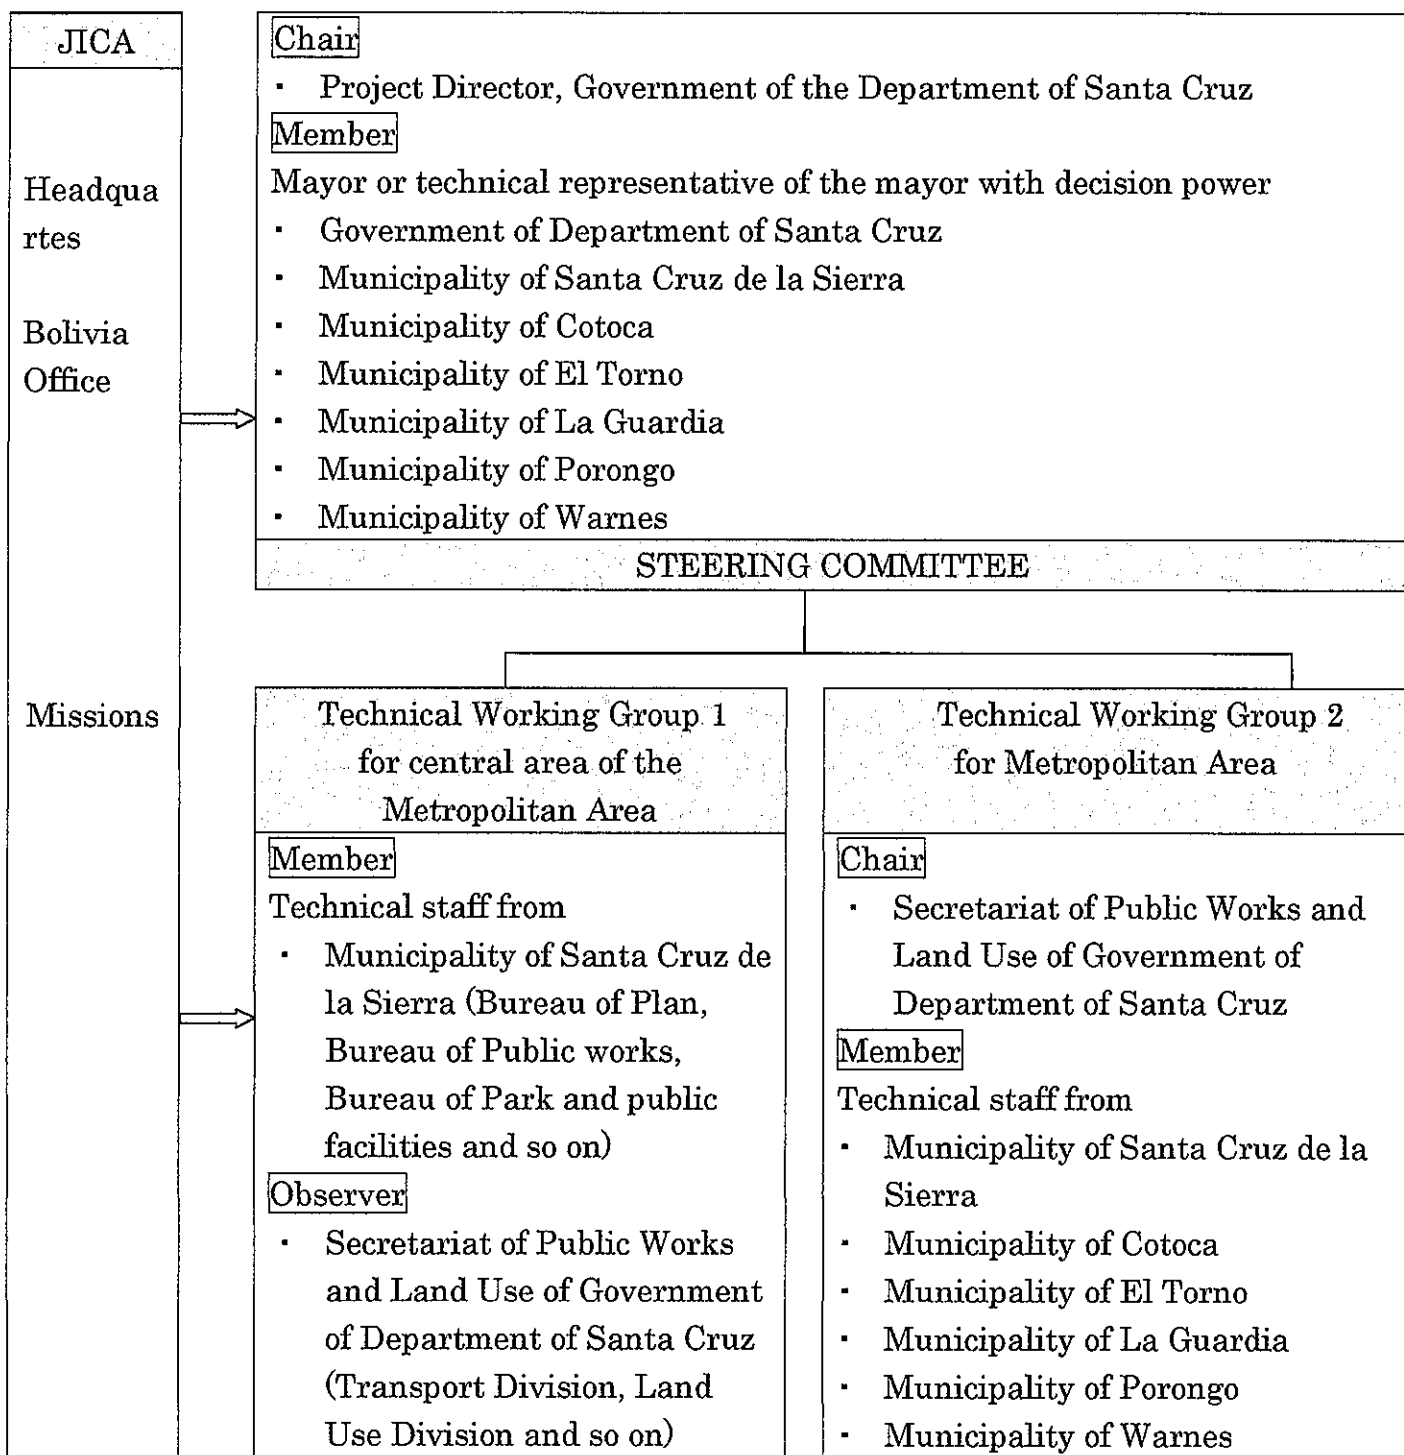 JICA
Headqua
rtes
Bolivia
Office
Missions
Chair
· Project Director, Government of the Department of Santa Cruz
Member
Mayor or technical representative of the mayor with decision power
· Government of Department of Santa Cruz
· Municipality of Santa Cruz de la Sierra
· Municipality of Cotoca
· Municipality of El Torno
· Municipality of La Guardia
· Municipality of Porongo
· Municipality of Warnes
STEERING COMMITTEE
Technical Working Group 1
for central area of the
Metropolitan Area
Member
Technical staff from
· Municipality of Santa Cruz de
la Sierra (Bureau of Plan,
Bureau of Public works,
Bureau of Park and public
facilities and so on)
Observer
· Secretariat of Public Works
and Land Use of Government
of Department of Santa Cruz
(Transport Division, Land
Use Division and so on)
Technical Working Group 2
for Metropolitan Area
Chair
· Secretariat of Public Works and
Land Use of Government of
Department of Santa Cruz
Member
Technical staff from
· Municipality of Santa Cruz de la
Sierra
· Municipality of Cotoca
· Municipality of El Torno
· Municipality of La Guardia
· Municipality of Porongo
· Municipality of Warnes